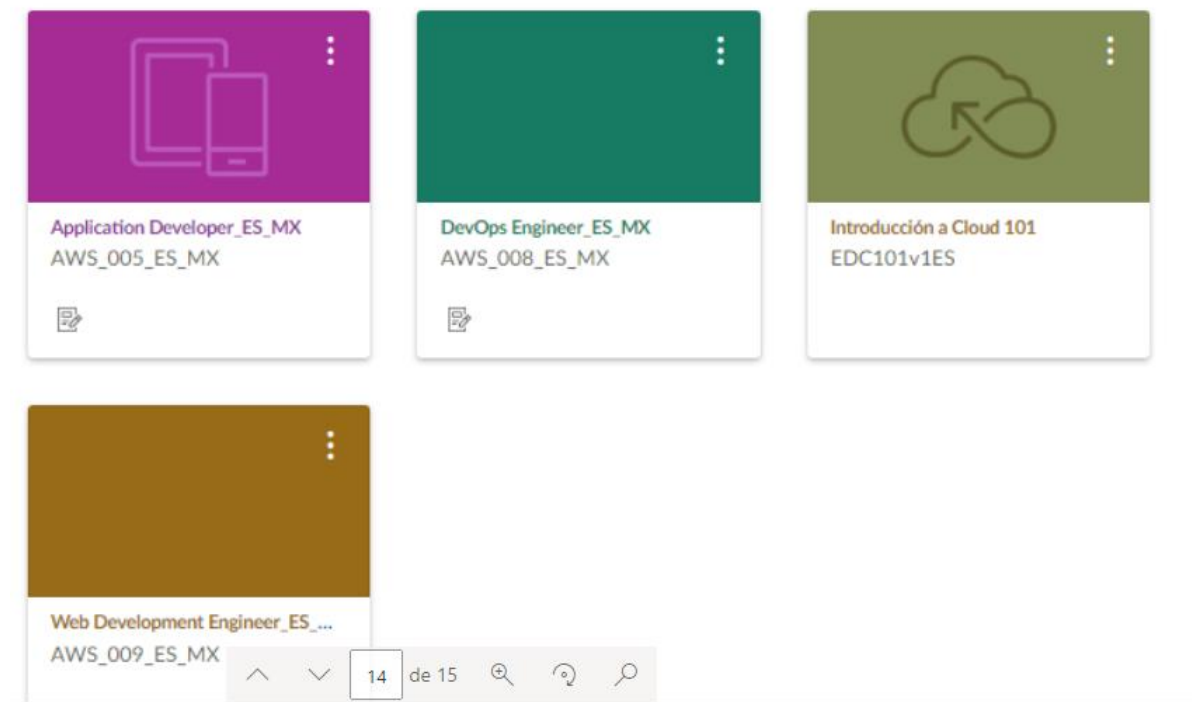 Application Developer_ES_MX
AWS_005_ES_MX
DevOps Engineer_ES_MX
AWS_008_ES_MX
Introducción a Cloud 101
EDC101v1ES
Web Development Engineer_ES_...
AWS_009_ES_MX
14 de 15